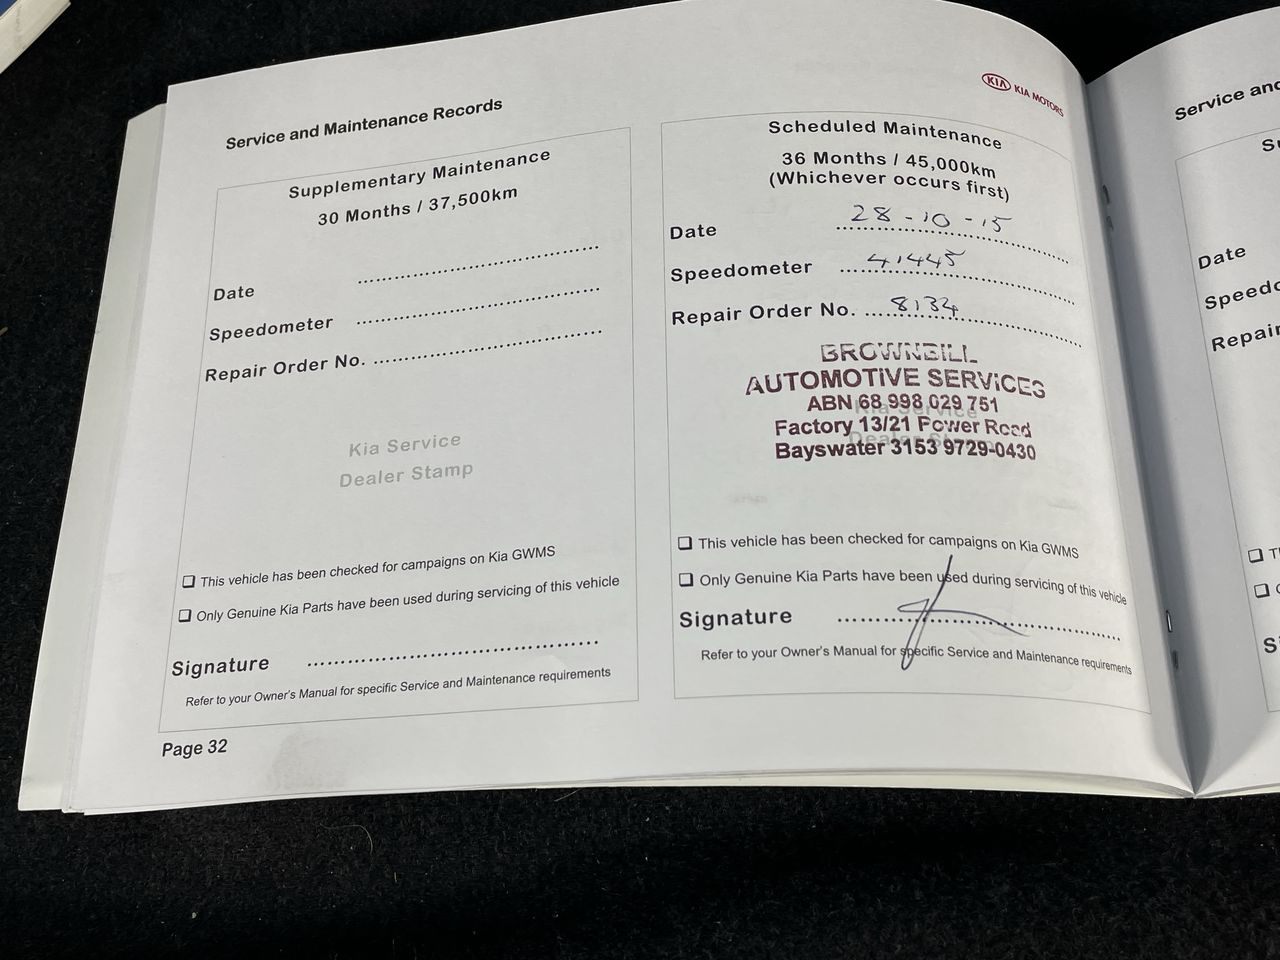 KIA KIA MOTORS
Service and Maintenance Records
Supplementary Maintenance
30 Months / 37,500km
Date
Speedometer
Repair Order No.
Kia Service
Dealer Stamp
❏ This vehicle has been checked for campaigns on Kia GWMS
❏ Only Genuine Kia Parts have been used during servicing of this vehicle
Signature
Refer to your Owner's Manual for specific Service and Maintenance requirements
Page 32
Scheduled Maintenance
36 Months / 45,000km
(Whichever occurs first)
Date 28-10-15
Speedometer 41445
Repair Order No. 8134
BROWNBILL
AUTOMOTIVE SERVICES
ABN 68 998 029 751
Kia Service
Factory 13/21 Power Road
Dealer Stamp
Bayswater 3153 9729-0430
❏ This vehicle has been checked for campaigns on Kia GWMS
❏ Only Genuine Kia Parts have been used during servicing of this vehicle
Signature
Refer to your Owner's Manual for specific Service and Maintenance requirements
Service and
Date